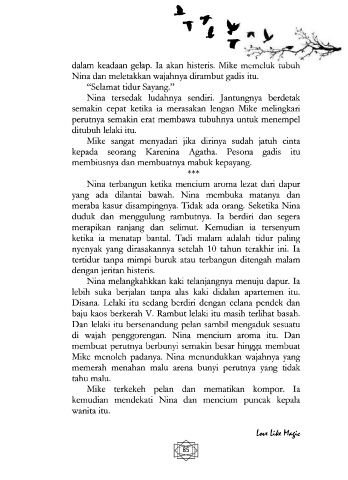 dalam keadaan gelap. Ia akan histeris. Mike memeluk tubuh
Nina dan meletakkan wajahnya dirambut gadis itu.
“Selamat tidur Sayang.”
Nina tersedak ludahnya sendiri. Jantungnya berdetak
semakin cepat ketika ia merasakan lengan Mike melingkari
perutnya semakin erat membawa tubuhnya untuk menempel
ditubuh lelaki itu.
Mike sangat menyadari jika dirinya sudah jatuh cinta
kepada seorang Karenina Agatha. Pesona gadis itu
membiusnya dan membuatnya mabuk kepayang.
***
Nina terbangun ketika mencium aroma lezat dari dapur
yang ada dilantai bawah. Nina membuka matanya dan
meraba kasur disampingnya. Tidak ada orang. Seketika Nina
duduk dan menggulung rambutnya. Ia berdiri dan segera
merapikan ranjang dan selimut. Kemudian ia tersenyum
ketika ia menatap bantal. Tadi malam adalah tidur paling
nyenyak yang dirasakannya setelah 10 tahun terakhir ini. Ia
tertidur tanpa mimpi buruk atau terbangun ditengah malam
dengan jeritan histeris.
Nina melangkahkkan kaki telanjangnya menuju dapur. Ia
lebih suka berjalan tanpa alas kaki didalan apartemen itu.
Disana. Lelaki itu sedang berdiri dengan celana pendek dan
baju kaos berkerah V. Rambut lelaki itu masih terlihat basah.
Dan lelaki itu bersenandung pelan sambil mengaduk sesuatu
di wajah penggorengan. Nina mencium aroma itu. Dan
membuat perutnya berbunyi semakin besar hingga membuat
Mike menoleh padanya. Nina menundukkan wajahnya yang
memerah menahan malu arena bunyi perutnya yang tidak
tahu malu.
Mike terkekeh pelan dan mematikan kompor. Ia
kemudian mendekati Nina dan mencium puncak kepala
wanita itu.
Love Like Magic
85